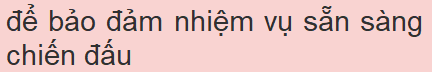 để bảo đảm nhiệm vụ sẵn sàng
chiến đấu